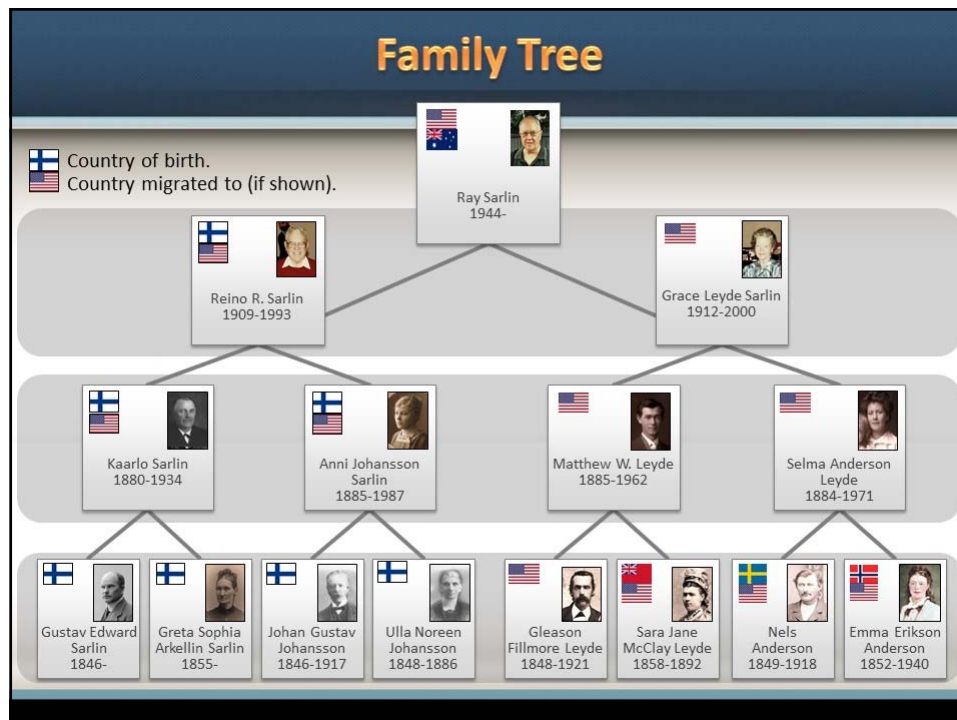 Family Tree
Country of birth.
Country migrated to (if shown).
Ray Sarlin
1944-
Reino R. Sarlin
1909-1993
Grace Leyde Sarlin
1912-2000
Kaarlo Sarlin
1880-1934
Anni Johansson
Sarlin
1885-1987
Matthew W. Leyde
1885-1962
Selma Anderson
Leyde
1884-1971
Gustav Edward
Sarlin
1846-
Greta Sophia
Arkellin Sarlin
1855-
Johan Gustav
Johansson
1846-1917
Ulla Noreen
Johansson
1848-1886
Gleason
Fillmore Leyde
1848-1921
Sara Jane
McClay Leyde
1858-1892
Nels
Anderson
1849-1918
Emma Erikson
Anderson
1852-1940